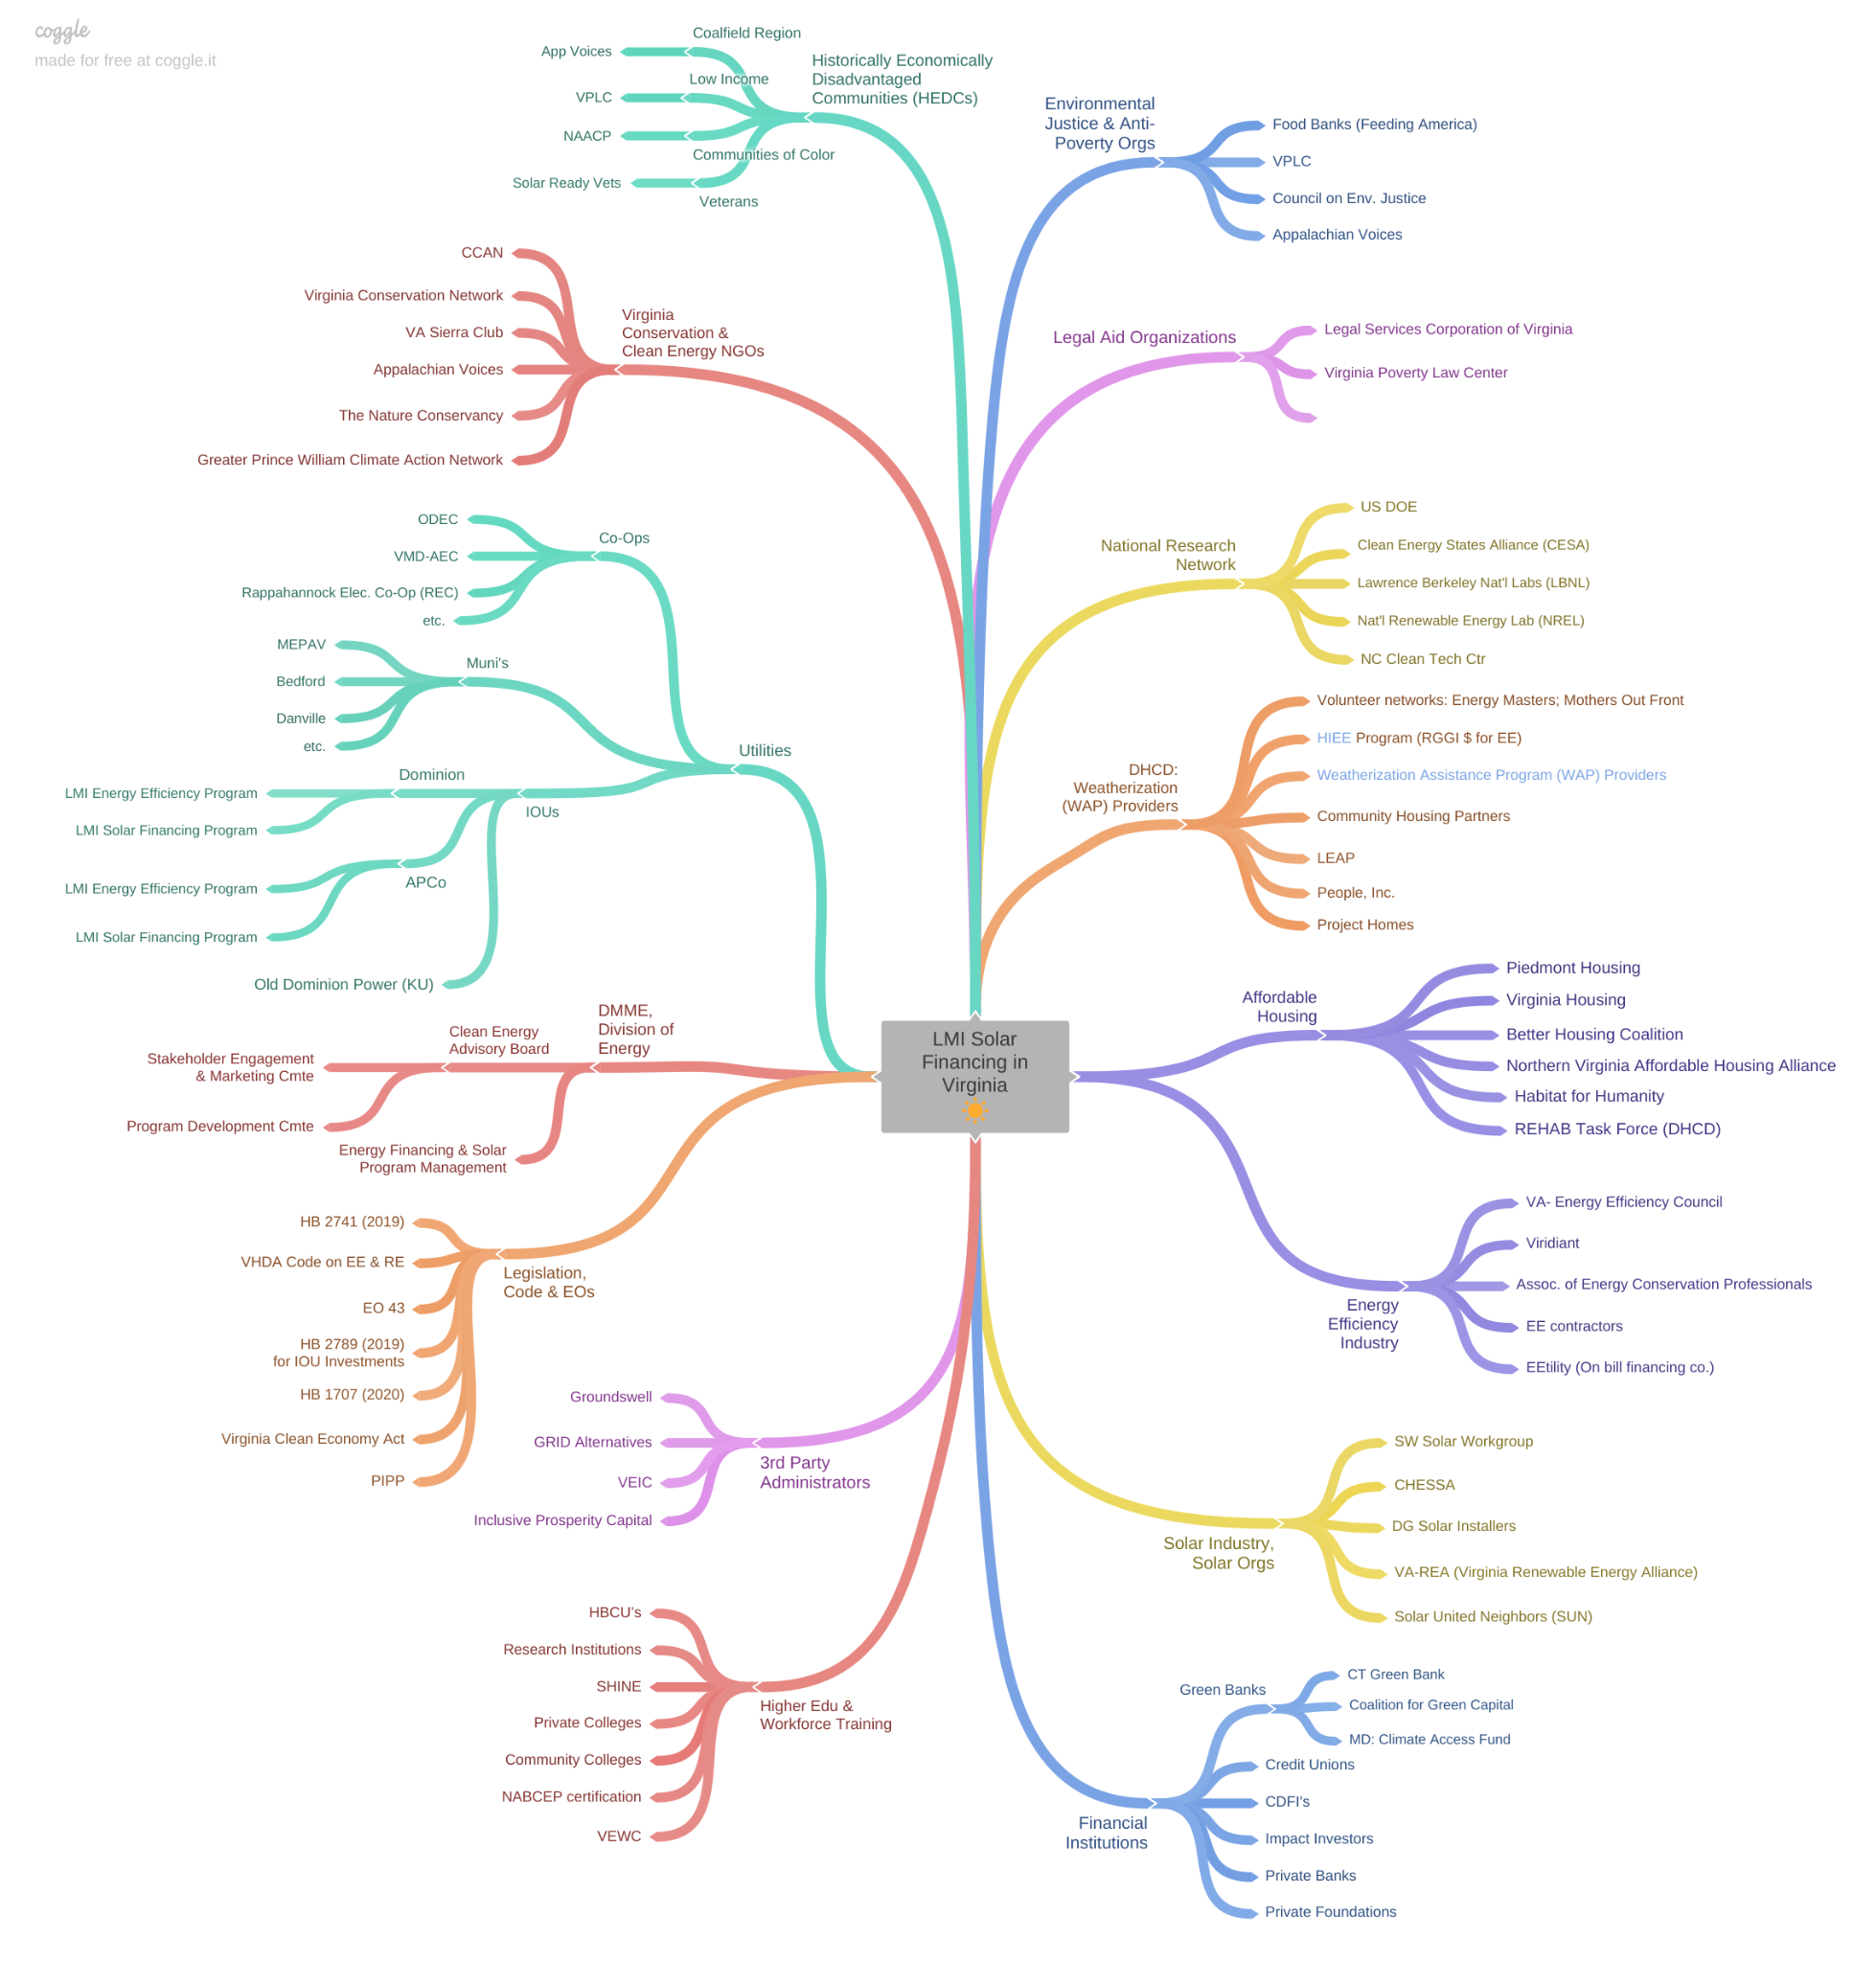 coggle
made for free at coggle.it
Coalfield Region
App Voices
Low Income
VPLC
NAACP
Communities of Color
Solar Ready Vets
Veterans
Historically Economically
Disadvantaged
Communities (HEDCs)
CCAN
Virginia Conservation Network
VA Sierra Club
Appalachian Voices
The Nature Conservancy
Greater Prince William Climate Action Network
Virginia
Conservation &
Clean Energy NGOs
ODEC
VMD-AEC
Rappahannock Elec. Co-Op (REC)
etc.
Co-Ops
MEPAV
Bedford
Danville
etc.
Muni's
Utilities
Dominion
LMI Energy Efficiency Program
LMI Solar Financing Program
IOUs
APCo
LMI Energy Efficiency Program
LMI Solar Financing Program
Old Dominion Power (KU)
DMME,
Division of
Energy
Clean Energy
Advisory Board
Stakeholder Engagement
& Marketing Cmte
Program Development Cmte
Energy Financing & Solar
Program Management
HB 2741 (2019)
VHDA Code on EE & RE
EO 43
HB 2789 (2019)
for IOU Investments
HB 1707 (2020)
Virginia Clean Economy Act
PIPP
Legislation,
Code & EOs
Groundswell
GRID Alternatives
VEIC
Inclusive Prosperity Capital
3rd Party
Administrators
HBCU's
Research Institutions
SHINE
Private Colleges
Community Colleges
NABCEP certification
VEWC
Higher Edu &
Workforce Training
LMI Solar
Financing in
Virginia
Environmental
Justice & Anti-
Poverty Orgs
Food Banks (Feeding America)
VPLC
Council on Env. Justice
Appalachian Voices
Legal Aid Organizations
Legal Services Corporation of Virginia
Virginia Poverty Law Center
National Research
Network
US DOE
Clean Energy States Alliance (CESA)
Lawrence Berkeley Nat'l Labs (LBNL)
Nat'l Renewable Energy Lab (NREL)
NC Clean Tech Ctr
DHCD:
Weatherization
(WAP) Providers
Volunteer networks: Energy Masters; Mothers Out Front
HIEE Program (RGGI $ for EE)
Weatherization Assistance Program (WAP) Providers
Community Housing Partners
LEAP
People, Inc.
Project Homes
Affordable
Housing
Piedmont Housing
Virginia Housing
Better Housing Coalition
Northern Virginia Affordable Housing Alliance
Habitat for Humanity
REHAB Task Force (DHCD)
Energy
Efficiency
Industry
VA- Energy Efficiency Council
Viridiant
Assoc. of Energy Conservation Professionals
EE contractors
EEtility (On bill financing co.)
Solar Industry,
Solar Orgs
SW Solar Workgroup
CHESSA
DG Solar Installers
VA-REA (Virginia Renewable Energy Alliance)
Solar United Neighbors (SUN)
Green Banks
CT Green Bank
Coalition for Green Capital
MD: Climate Access Fund
Credit Unions
CDFI's
Impact Investors
Private Banks
Private Foundations
Financial
Institutions